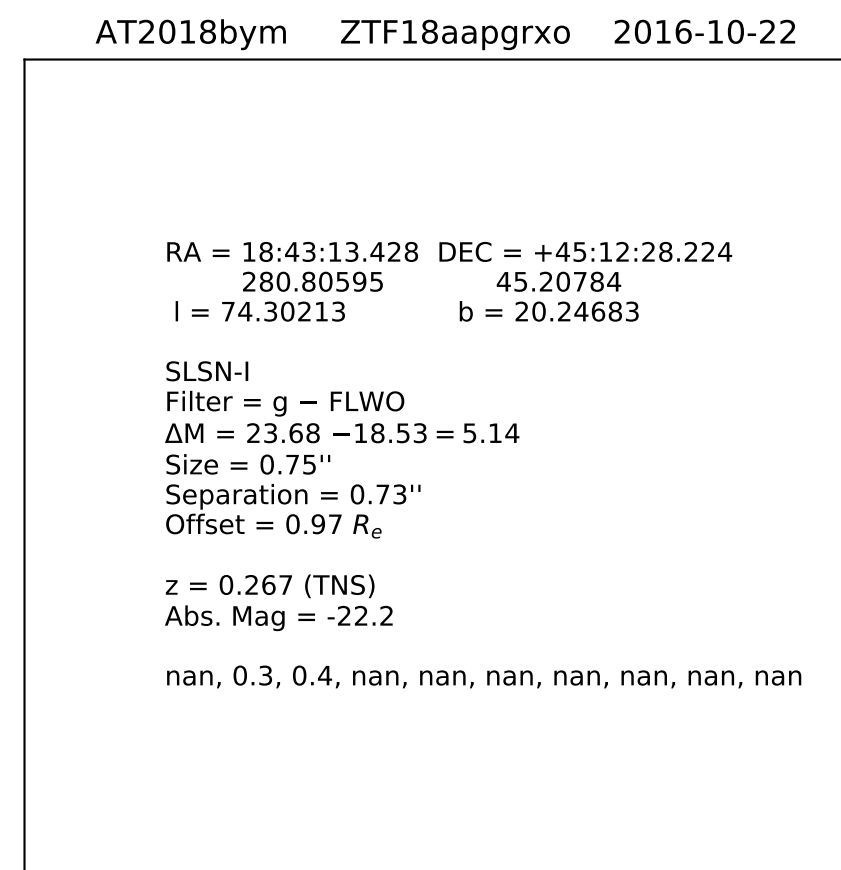 AT2018bym ZTF18aapgrxo 2016-10-22
RA = 18:43:13.428 DEC = +45:12:28.224
280.80595 45.20784
l = 74.30213 b = 20.24683
SLSN-I
Filter = g − FLWO
ΔM = 23.68 −18.53 = 5.14
Size = 0.75''
Separation = 0.73''
Offset = 0.97 Rₑ
z = 0.267 (TNS)
Abs. Mag = -22.2
nan, 0.3, 0.4, nan, nan, nan, nan, nan, nan, nan